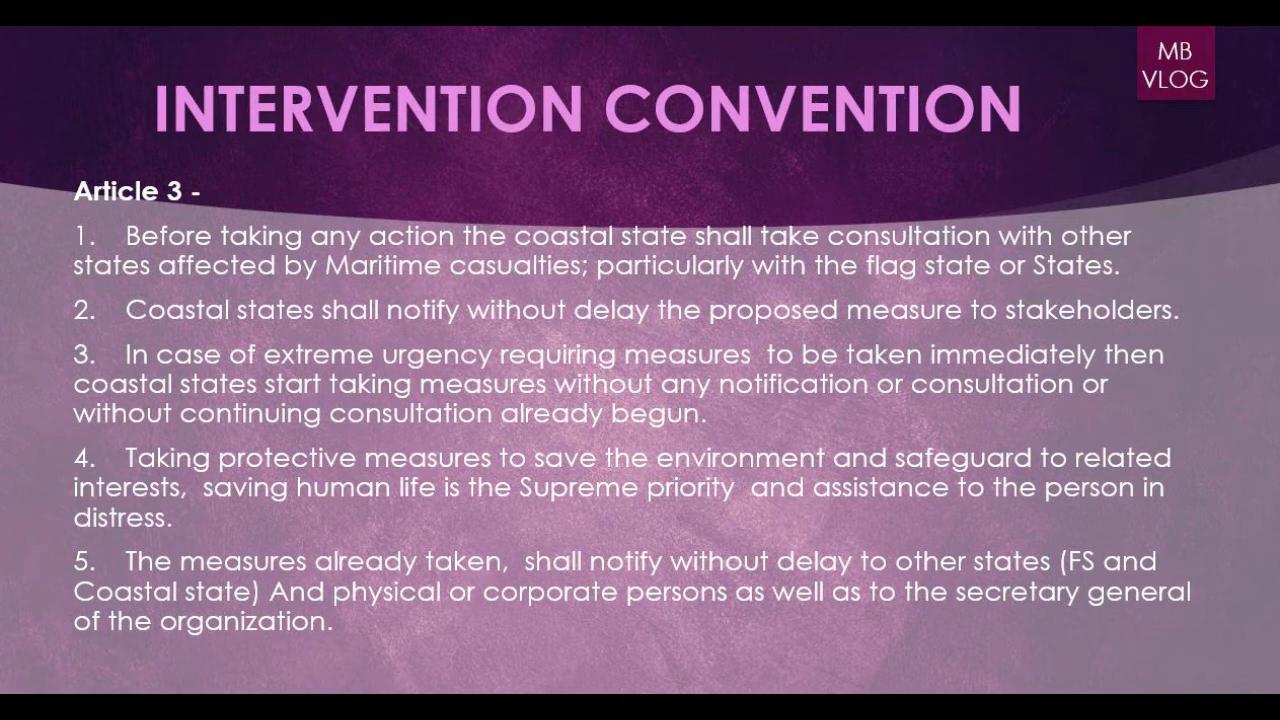 MB
VLOG
INTERVENTION CONVENTION
Article 3 -
1. Before taking any action the coastal state shall take consultation with other
states affected by Maritime casualties; particularly with the flag state or States.
2. Coastal states shall notify without delay the proposed measure to stakeholders.
3. In case of extreme urgency requiring measures to be taken immediately then
coastal states start taking measures without any notification or consultation or
without continuing consultation already begun.
4. Taking protective measures to save the environment and safeguard to related
interests, saving human life is the Supreme priority and assistance to the person in
distress.
5. The measures already taken, shall notify without delay to other states (FS and
Coastal state) And physical or corporate persons as well as to the secretary general
of the organization.